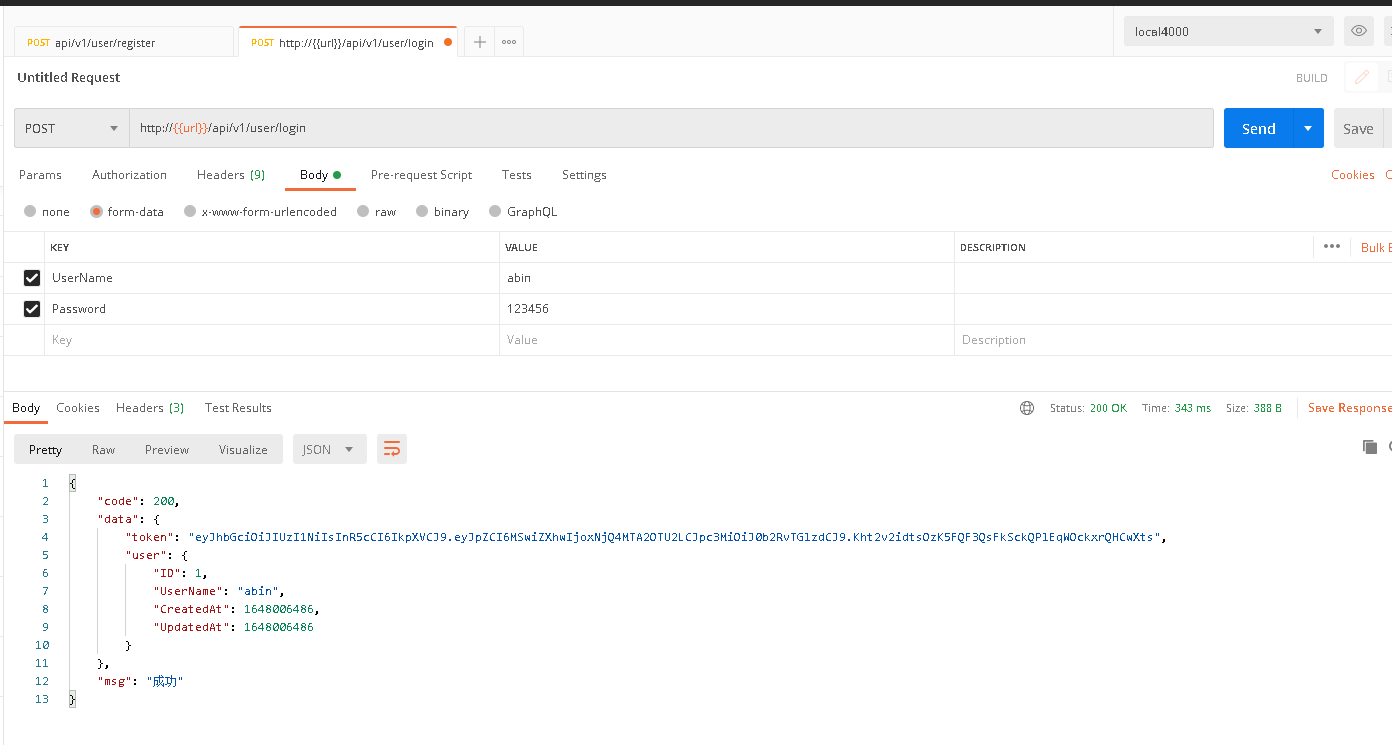 POST api/v1/user/register
POST http://{{url}}/api/v1/user/login
local4000
Untitled Request
BUILD
POST http://{{url}}/api/v1/user/login Send Save
Params Authorization Headers (9) Body Pre-request Script Tests Settings Cookies
none form-data x-www-form-urlencoded raw binary GraphQL
KEY VALUE DESCRIPTION ••• Bulk
UserName abin
Password 123456
Key Value Description
Body Cookies Headers (3) Test Results Status: 200 OK Time: 343 ms Size: 388 B Save Response
Pretty Raw Preview Visualize JSON
1 {
2 "code": 200,
3 "data": {
4 "token": "eyJhbGciOiJIUzI1NiIsInR5cCI6IkpXVCJ9.eyJpZCI6MSwiZXhwIjoxNjQ4MTA2OTU2LCJpc3MiOiJ0b2RvTGlzdCJ9.Kht2v2idtsOzK5FQF3QsFkSckQPlEqWOckxrQHCwXts",
5 "user": {
6 "ID": 1,
7 "UserName": "abin",
8 "CreatedAt": 1648006486,
9 "UpdatedAt": 1648006486
10 }
11 },
12 "msg": "成功"
13 }